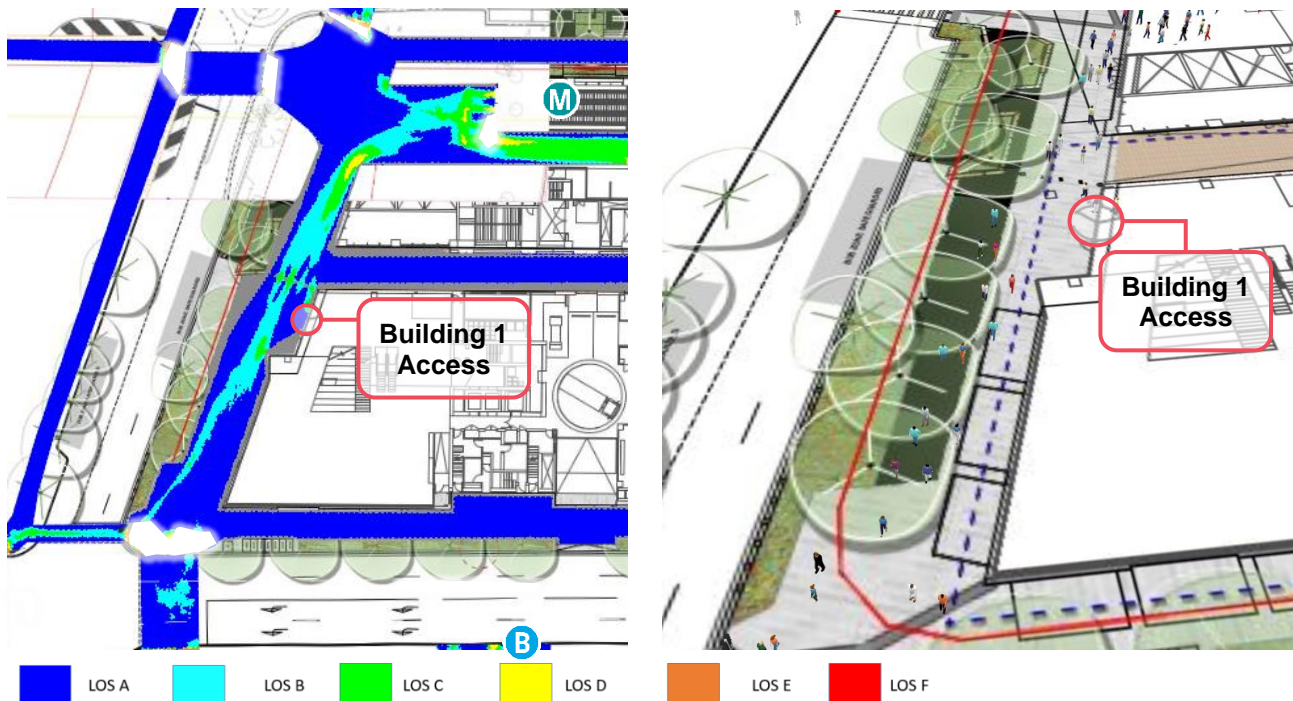 M
Building 1
Access
B
Building 1
Access
LOS A
LOS B
LOS C
LOS D
LOS E
LOS F